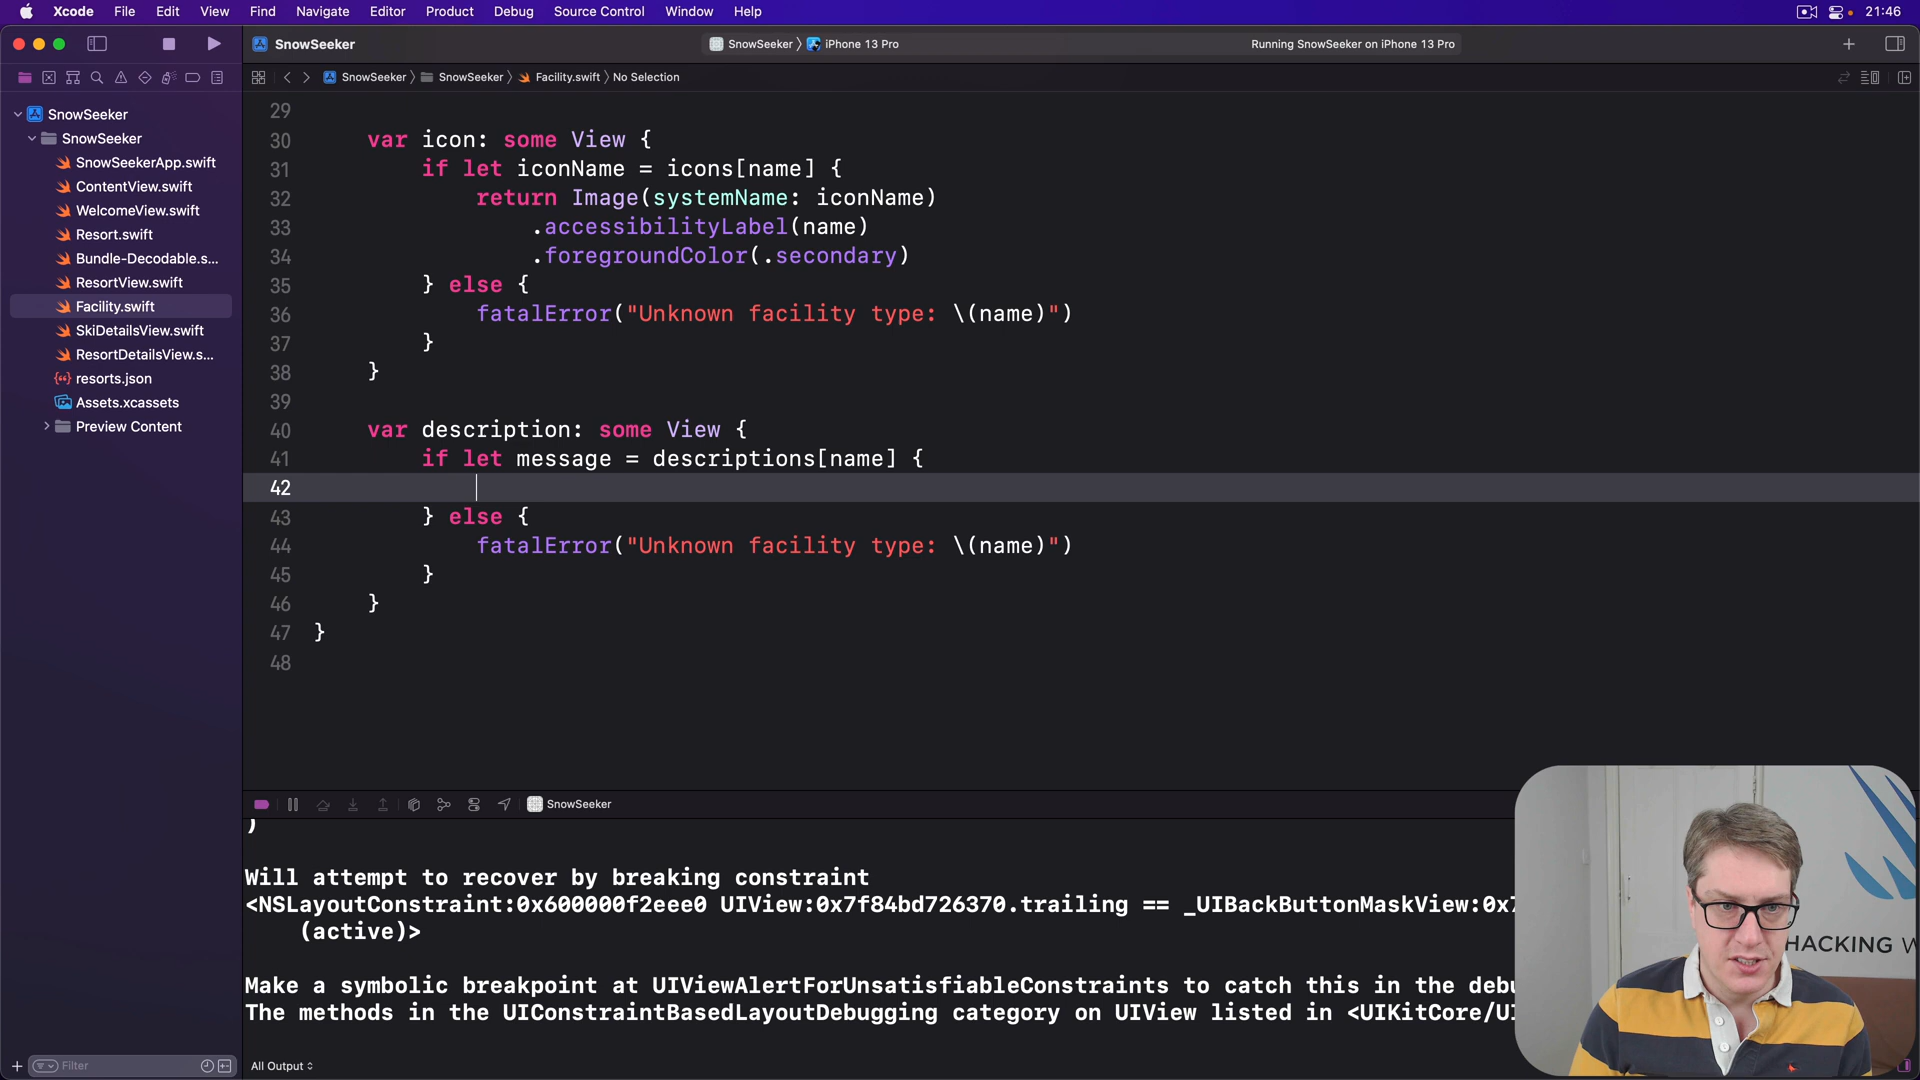 Xcode File Edit View Find Navigate Editor Product Debug Source Control Window Help 21:46
SnowSeeker SnowSeeker iPhone 13 Pro Running SnowSeeker on iPhone 13 Pro
SnowSeeker SnowSeeker Facility.swift No Selection
SnowSeeker
SnowSeeker
SnowSeekerApp.swift
ContentView.swift
WelcomeView.swift
Resort.swift
Bundle-Decodable.s...
ResortView.swift
Facility.swift
SkiDetailsView.swift
ResortDetailsView.s...
resorts.json
Assets.xcassets
Preview Content
Filter
29
30 var icon: some View {
31 if let iconName = icons[name] {
32 return Image(systemName: iconName)
33 .accessibilityLabel(name)
34 .foregroundColor(.secondary)
35 } else {
36 fatalError("Unknown facility type: \(name)")
37 }
38 }
39
40 var description: some View {
41 if let message = descriptions[name] {
42
43 } else {
44 fatalError("Unknown facility type: \(name)")
45 }
46 }
47 }
48
SnowSeeker
)
Will attempt to recover by breaking constraint
<NSLayoutConstraint:0x600000f2eee0 UIView:0x7f84bd726370.trailing == _UIBackButtonMaskView:0x7
(active)>
Make a symbolic breakpoint at UIViewAlertForUnsatisfiableConstraints to catch this in the debu
The methods in the UIConstraintBasedLayoutDebugging category on UIView listed in <UIKitCore/UI
All Output
HACKING W